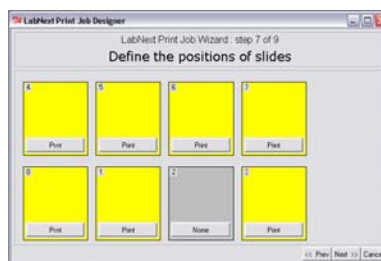 LabNext Print Job Designer
LabNext Print Job Wizard : step 7 of 9
Define the positions of slides
4 5 6 7
Print Print Print Print
0 1 2 3
Print Print None Print
<< Prev Next >> Cancel